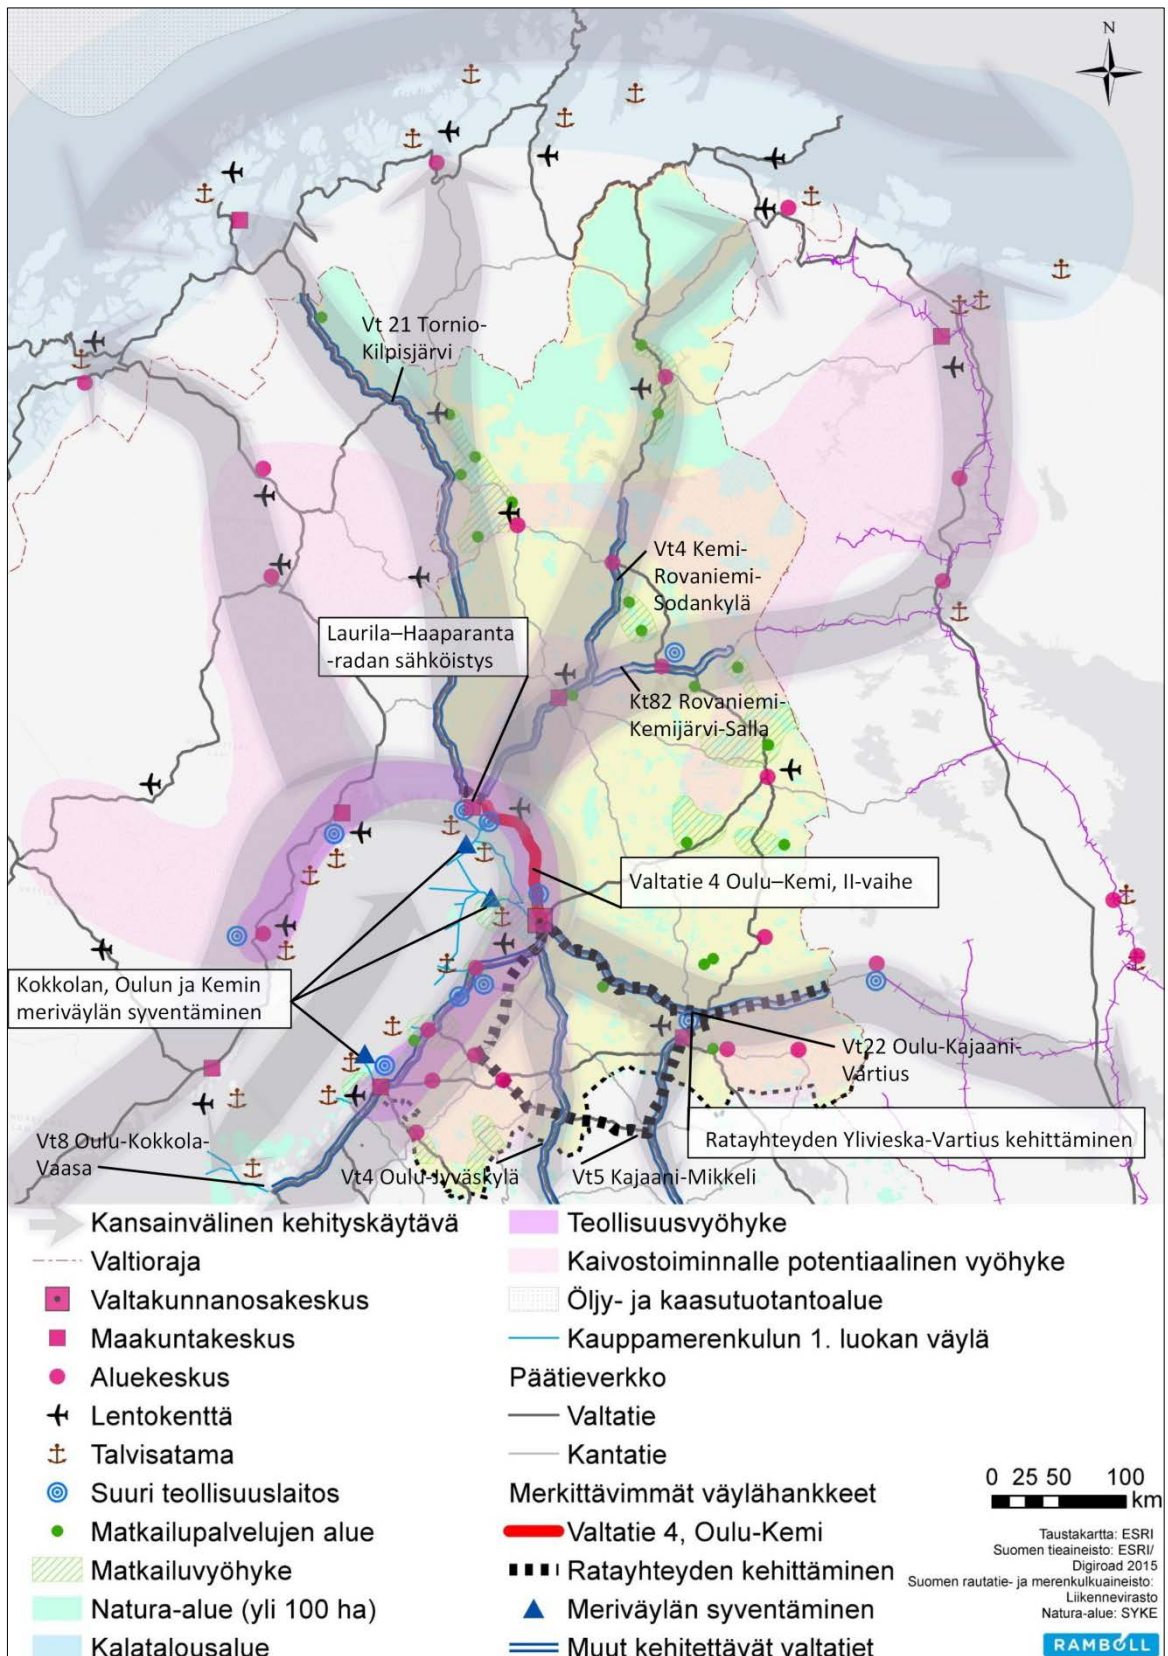 N
Vt 21 Tornio-
Kilpisjärvi
Vt4 Kemi-
Rovaniemi-
Sodankylä
Laurila–Haaparanta
-radan sähköistys
Kt82 Rovaniemi-
Kemijärvi-Salla
Valtatie 4 Oulu–Kemi, II-vaihe
Kokkolan, Oulun ja Kemin
meriväylän syventäminen
Vt22 Oulu-Kajaani-
Vartius
Ratayhteyden Ylivieska-Vartius kehittäminen
Vt8 Oulu-Kokkola-
Vaasa
Vt4 Oulu-Jyväskylä
Vt5 Kajaani-Mikkeli
Kansainvälinen kehityskäytävä
Valtioraja
Valtakunnanosakeskus
Maakuntakeskus
Aluekeskus
Lentokenttä
Talvisatama
Suuri teollisuuslaitos
Matkailupalvelujen alue
Matkailuvyöhyke
Natura-alue (yli 100 ha)
Kalatalousalue
Teollisuusvyöhyke
Kaivostoiminnalle potentiaalinen vyöhyke
Öljy- ja kaasutuotantoalue
Kauppamerenkulun 1. luokan väylä
Päätieverkko
Valtatie
Kantatie
Merkittävimmät väylähankkeet
Valtatie 4, Oulu-Kemi
Ratayhteyden kehittäminen
Meriväylän syventäminen
Muut kehitettävät valtatiet
0 25 50 100
km
Taustakartta: ESRI
Suomen tieaineisto: ESRI/
Digiroad 2015
Suomen rautatie- ja merenkulkuaineisto:
Liikennevirasto
Natura-alue: SYKE
RAMBOLL